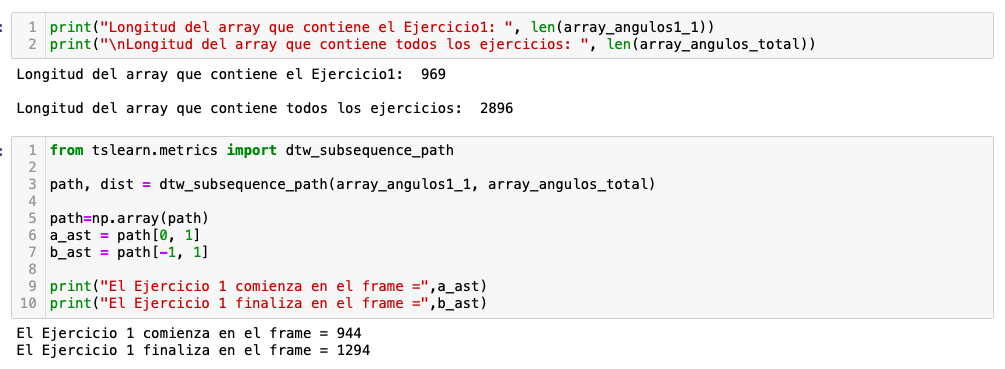 1 print("Longitud del array que contiene el Ejercicio1: ", len(array_angulos1_1))
2 print("\nLongitud del array que contiene todos los ejercicios: ", len(array_angulos_total))
Longitud del array que contiene el Ejercicio1:  969
Longitud del array que contiene todos los ejercicios:  2896
1 from tslearn.metrics import dtw_subsequence_path
2
3 path, dist = dtw_subsequence_path(array_angulos1_1, array_angulos_total)
4
5 path=np.array(path)
6 a_ast = path[0, 1]
7 b_ast = path[-1, 1]
8
9 print("El Ejercicio 1 comienza en el frame =",a_ast)
10 print("El Ejercicio 1 finaliza en el frame =",b_ast)
El Ejercicio 1 comienza en el frame = 944
El Ejercicio 1 finaliza en el frame = 1294